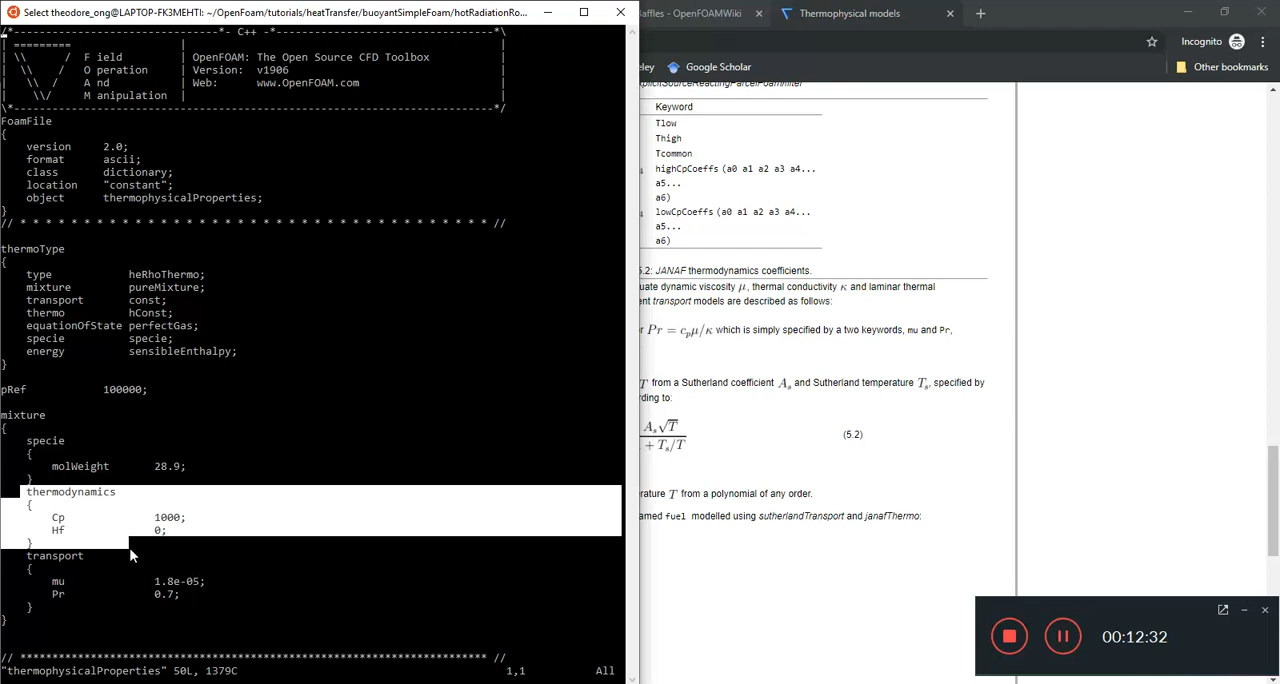 Select theodore_ong@LAPTOP-FK3MEHTI: ~/OpenFoam/tutorials/heatTransfer/buoyantSimpleFoam/hotRadiationRo...
/*--------------------------------*- C++ -*----------------------------------*\
| =========                 |
| \\      /  F ield         | OpenFOAM: The Open Source CFD Toolbox
|  \\    /   O peration     | Version:  v1906
|   \\  /    A nd           | Web:      www.OpenFOAM.com
|    \\/     M anipulation  |
\*---------------------------------------------------------------------------*/
FoamFile
{
version     2.0;
format      ascii;
class       dictionary;
location    "constant";
object      thermophysicalProperties;
}
// * * * * * * * * * * * * * * * * * * * * * * * * * * * * * * * * * * * * * //
thermoType
{
type            heRhoThermo;
mixture         pureMixture;
transport       const;
thermo          hConst;
equationOfState perfectGas;
specie          specie;
energy          sensibleEnthalpy;
}
pRef            100000;
mixture
{
specie
{
molWeight       28.9;
}
thermodynamics
{
Cp              1000;
Hf              0;
}
transport
{
mu              1.8e-05;
Pr              0.7;
}
}
// ************************************************************************* //
"thermophysicalProperties" 50L, 1379C    1,1    All
affles - OpenFOAMWiki
Thermophysical models
Incognito
ley Google Scholar
Other bookmarks
xplicitSourceReactingParcelFoamfilter
Keyword
Tlow
Thigh
Tcommon
highCpCoeffs (a0 a1 a2 a3 a4...
a5...
a6)
lowCpCoeffs (a0 a1 a2 a3 a4...
a5...
a6)
5.2: JANAF thermodynamics coefficients.
uate dynamic viscosity μ, thermal conductivity κ and laminar thermal
ent transport models are described as follows:
r Pr = cpμ/κ which is simply specified by a two keywords, mu and Pr,
T from a Sutherland coefficient As and Sutherland temperature Ts, specified by
rding to:
As√T
+ Ts/T
(5.2)
rature T from a polynomial of any order.
amed fuel modelled using sutherlandTransport and janafThermo:
00:12:32